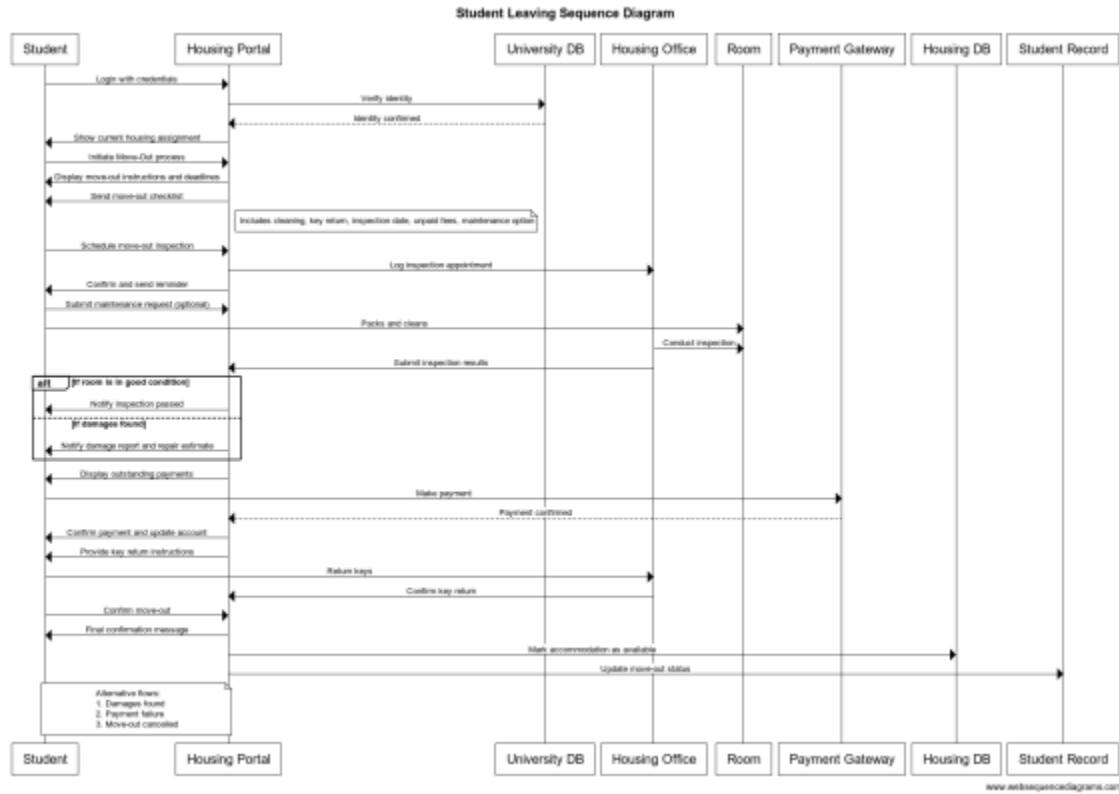 Student Leaving Sequence Diagram
Student Housing Portal University DB Housing Office Room Payment Gateway Housing DB Student Record
Login with credentials
Verify identity
Identity confirmed
Show current housing assignment
Initiate Move-Out process
Display move-out instructions and deadlines
Send move-out checklist
Includes cleaning, key return, inspection date, unpaid fees, maintenance option
Schedule move-out inspection
Log inspection appointment
Confirm and send reminder
Submit maintenance request (optional)
Packs and cleans
Conduct inspection
Submit inspection results
alt [If room is in good condition]
Notify inspection passed
[If damages found]
Notify damage report and repair estimate
Display outstanding payments
Make payment
Payment confirmed
Confirm payment and update account
Provide key return instructions
Return keys
Confirm key return
Confirm move-out
Final confirmation message
Mark accommodation as available
Update move-out status
Alternative flows:
1. Damages found
2. Payment failure
3. Move-out cancelled
Student Housing Portal University DB Housing Office Room Payment Gateway Housing DB Student Record
www.websequencediagrams.com